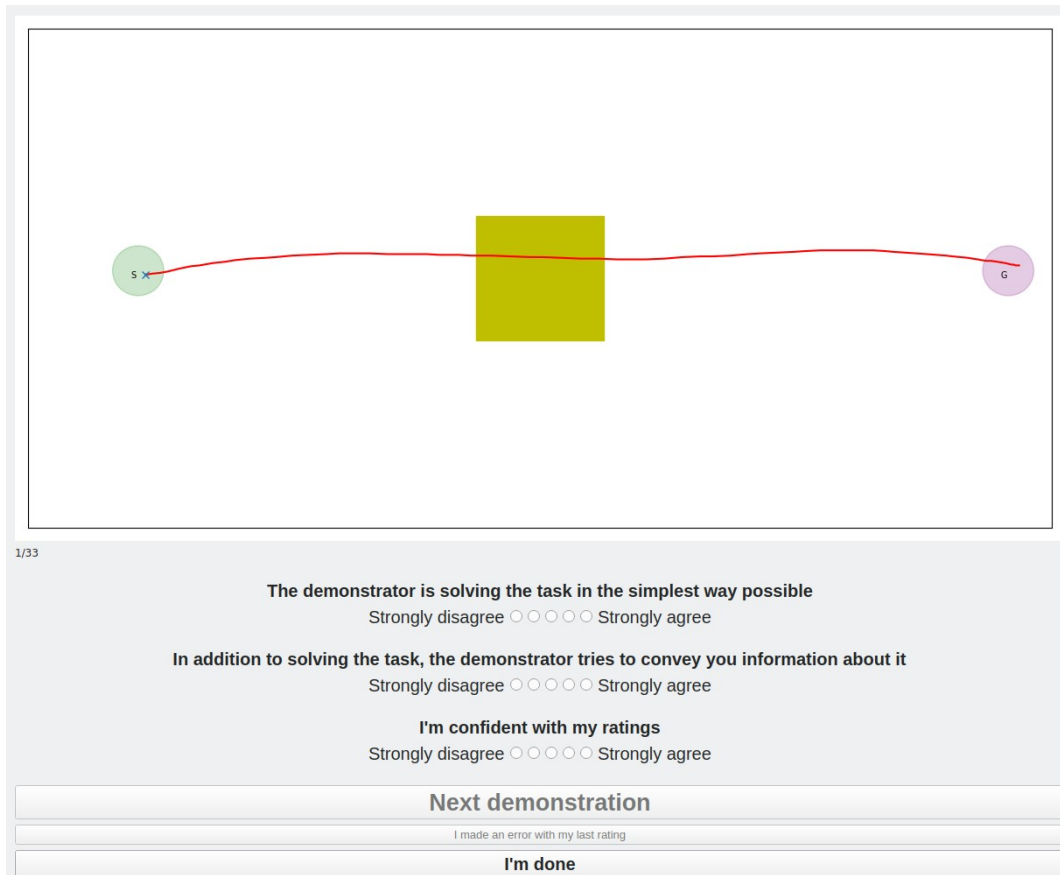 S
G
1/33
The demonstrator is solving the task in the simplest way possible
Strongly disagree Strongly agree
In addition to solving the task, the demonstrator tries to convey you information about it
Strongly disagree Strongly agree
I'm confident with my ratings
Strongly disagree Strongly agree
Next demonstration
I made an error with my last rating
I'm done